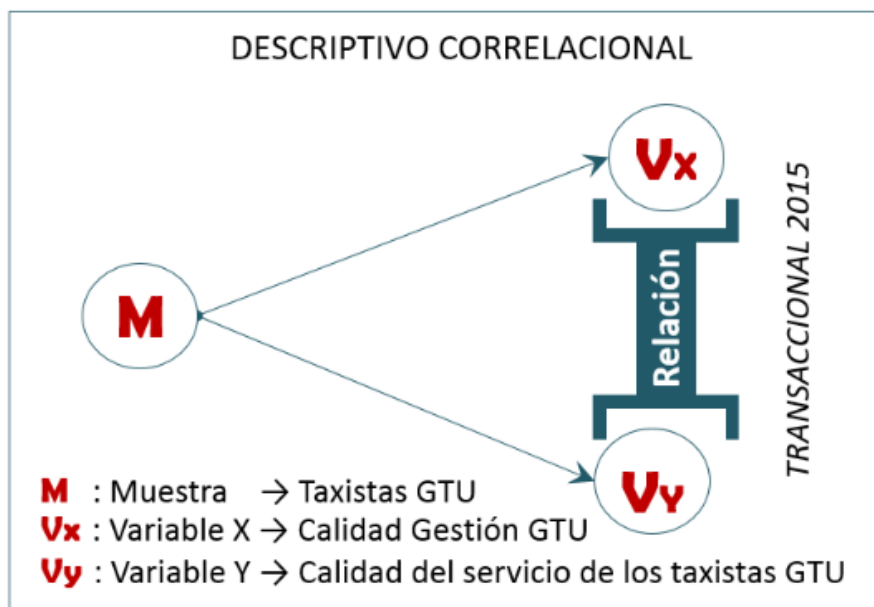 DESCRIPTIVO CORRELACIONAL
Vx
TRANSACCIONAL 2015
Relación
M
Vy
M : Muestra → Taxistas GTU
Vx : Variable X → Calidad Gestión GTU
Vy : Variable Y → Calidad del servicio de los taxistas GTU